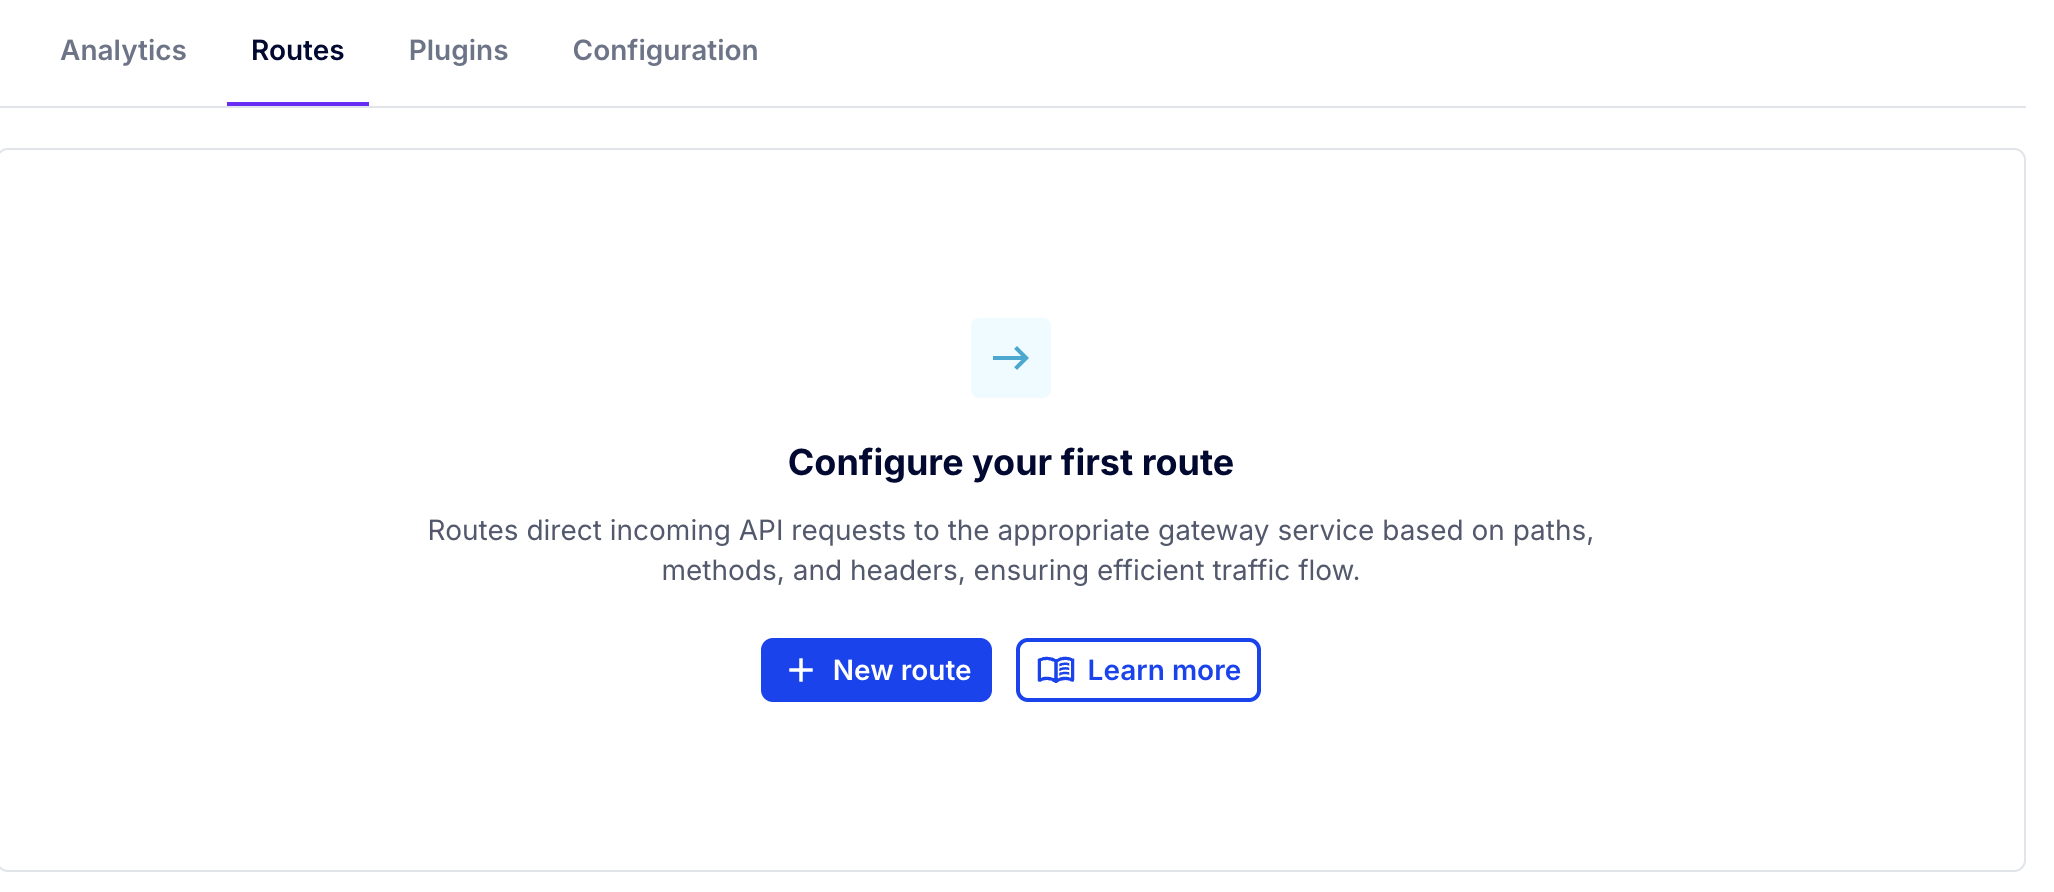 Analytics Routes Plugins Configuration
Configure your first route
Routes direct incoming API requests to the appropriate gateway service based on paths,
methods, and headers, ensuring efficient traffic flow.
New route Learn more